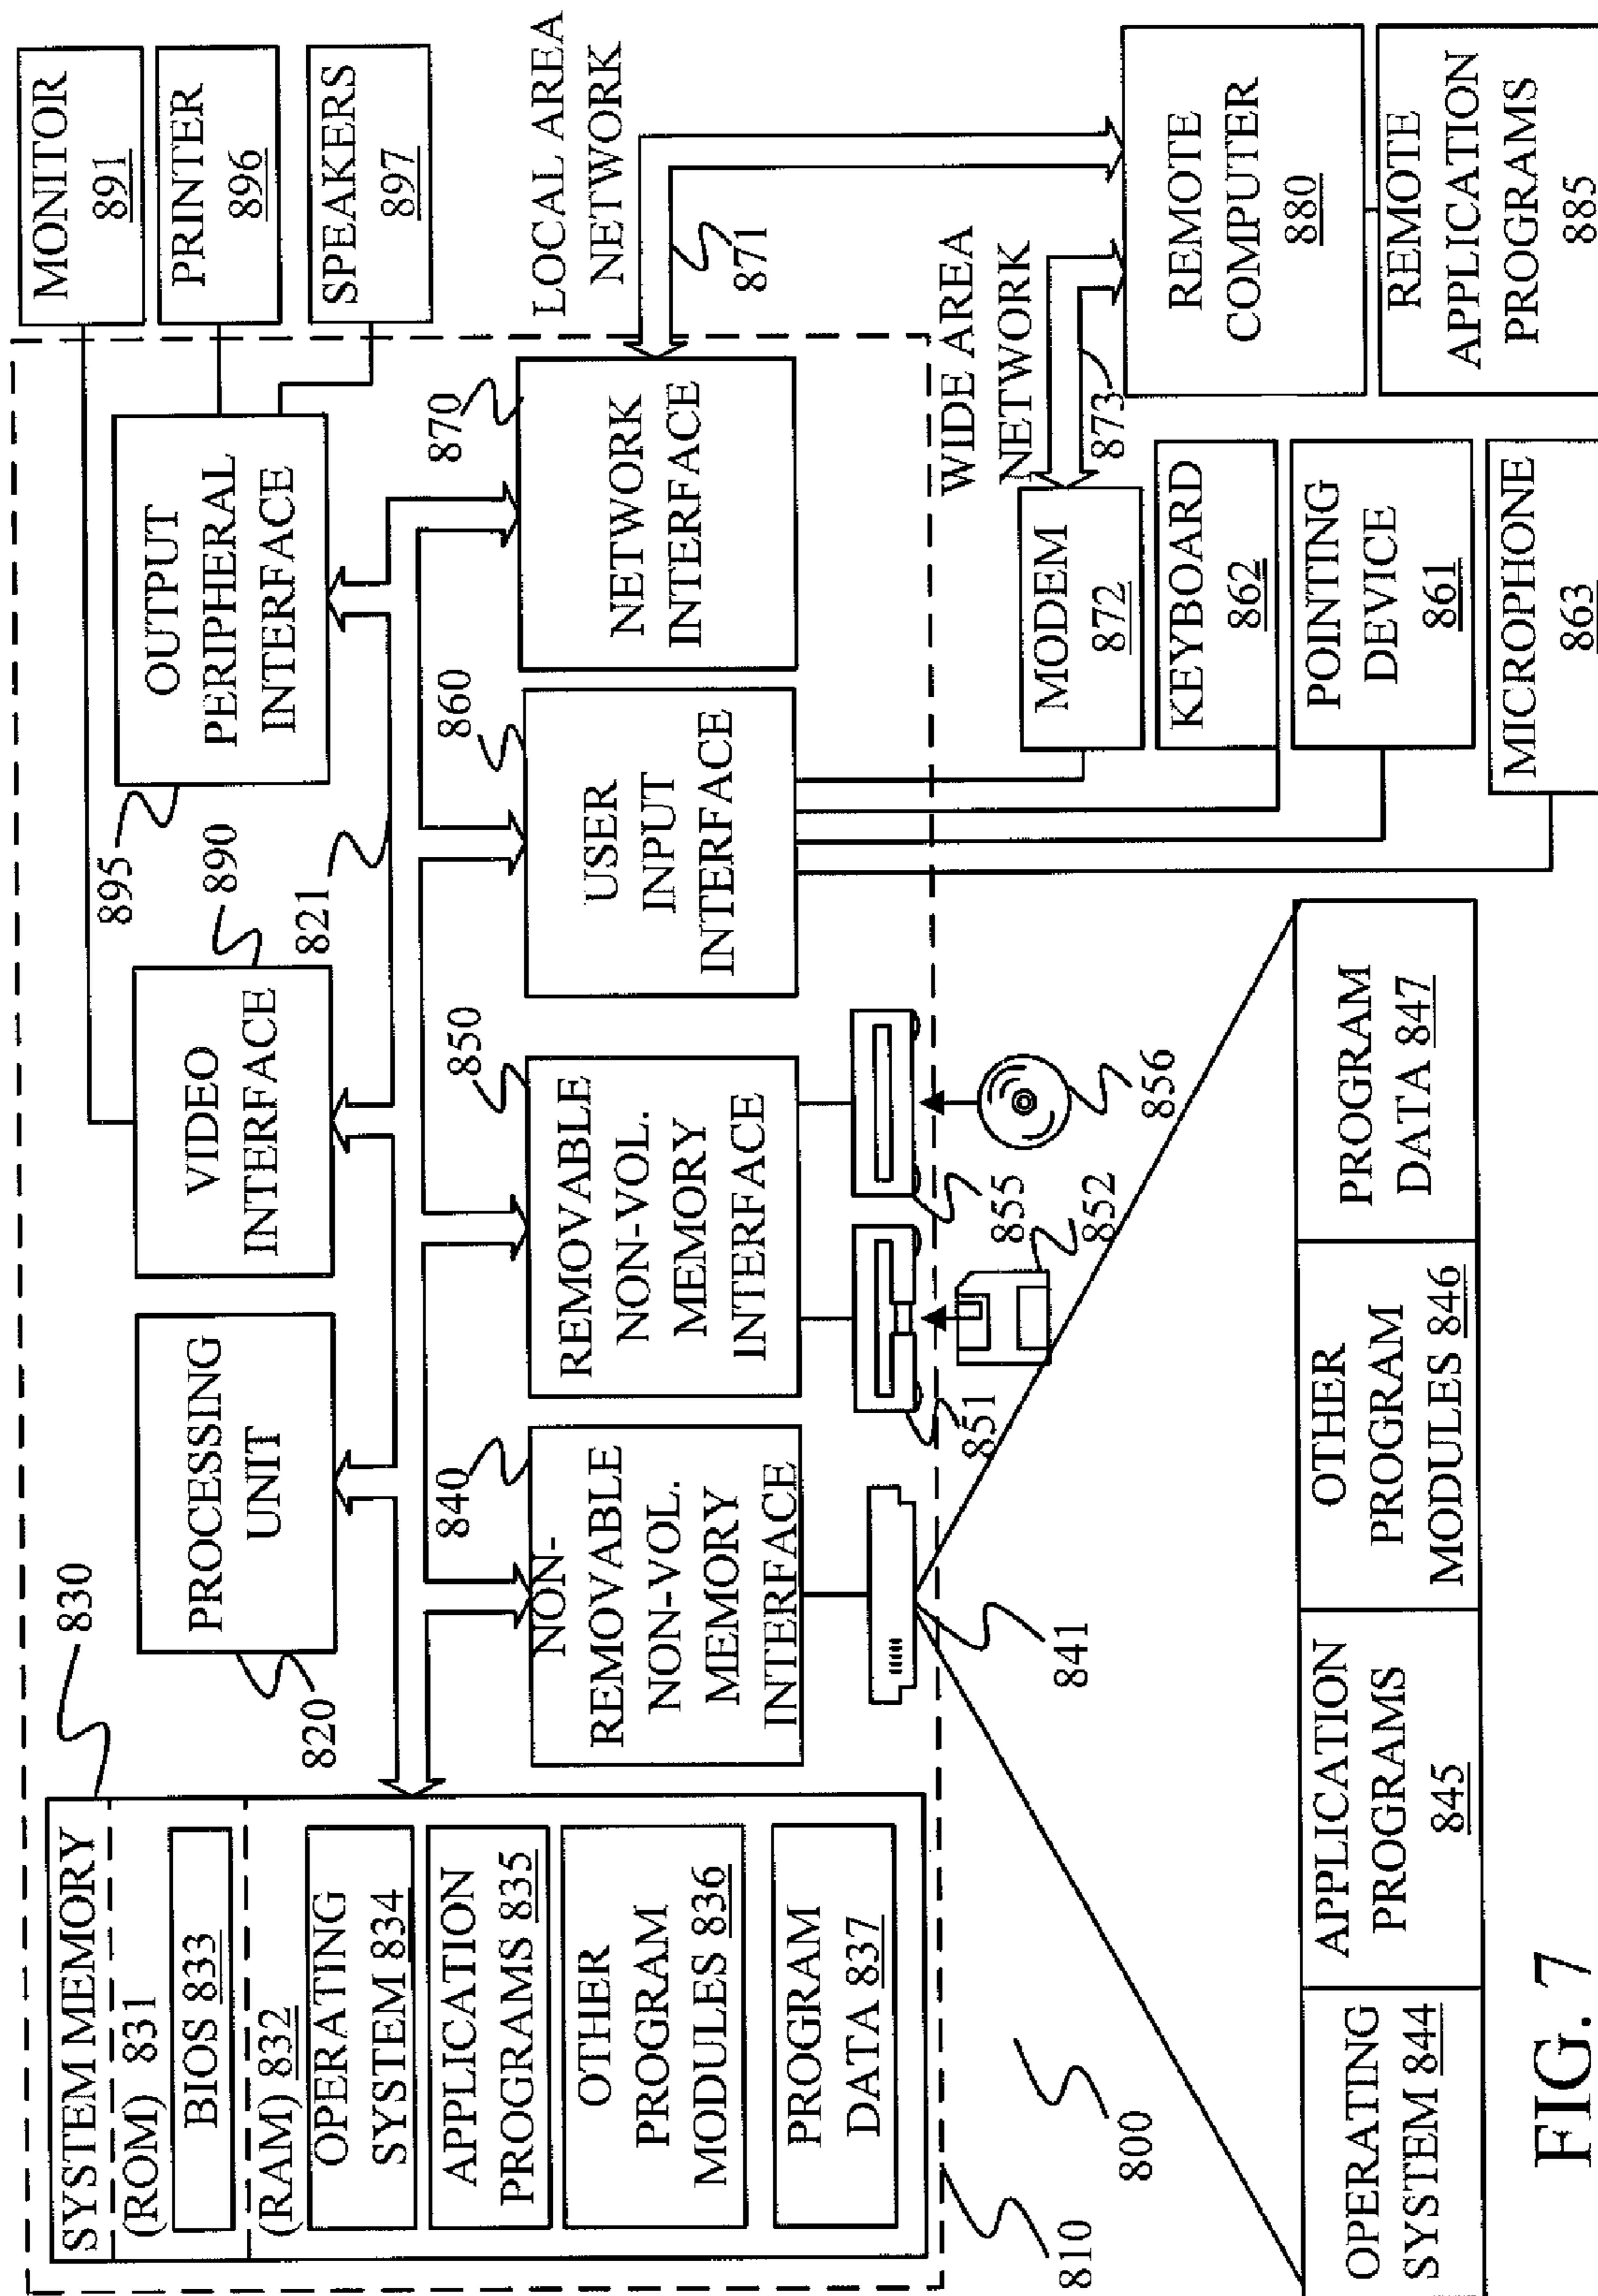 SYSTEM MEMORY
(ROM) 831
BIOS 833
(RAM) 832
OPERATING
SYSTEM 834
APPLICATION
PROGRAMS 835
OTHER
PROGRAM
MODULES 836
PROGRAM
DATA 837
830
820
PROCESSING
UNIT
VIDEO
INTERFACE
890
821
895
OUTPUT
PERIPHERAL
INTERFACE
MONITOR
891
PRINTER
896
SPEAKERS
897
840
NON-
REMOVABLE
NON-VOL.
MEMORY
INTERFACE
850
REMOVABLE
NON-VOL.
MEMORY
INTERFACE
860
USER
INPUT
INTERFACE
870
NETWORK
INTERFACE
LOCAL AREA
NETWORK
871
841
851
852
855
856
WIDE AREA
NETWORK
873
MODEM
872
KEYBOARD
862
POINTING
DEVICE
861
MICROPHONE
863
REMOTE
COMPUTER
880
REMOTE
APPLICATION
PROGRAMS
885
810
800
OPERATING
SYSTEM 844
APPLICATION
PROGRAMS
845
OTHER
PROGRAM
MODULES 846
PROGRAM
DATA 847
FIG. 7